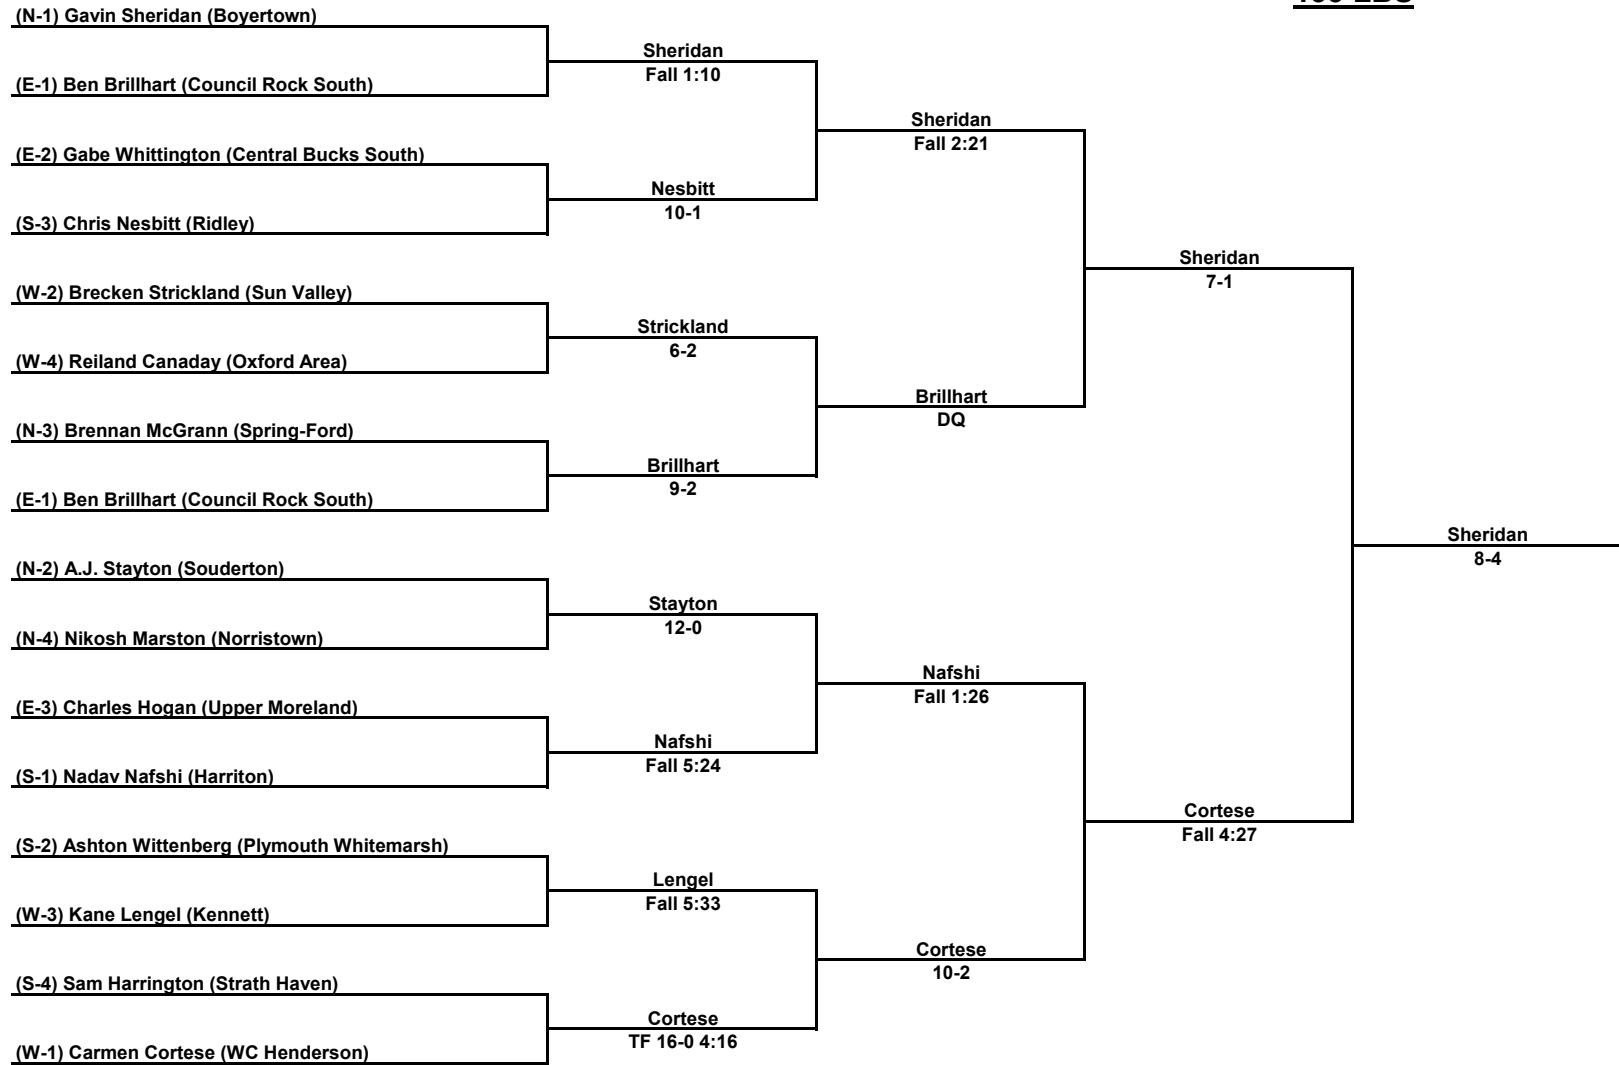 (N-1) Gavin Sheridan (Boyertown)
(E-1) Ben Brillhart (Council Rock South)
(E-2) Gabe Whittington (Central Bucks South)
(S-3) Chris Nesbitt (Ridley)
(W-2) Brecken Strickland (Sun Valley)
(W-4) Reiland Canaday (Oxford Area)
(N-3) Brennan McGrann (Spring-Ford)
(E-1) Ben Brillhart (Council Rock South)
(N-2) A.J. Stayton (Souderton)
(N-4) Nikosh Marston (Norristown)
(E-3) Charles Hogan (Upper Moreland)
(S-1) Nadav Nafshi (Harriton)
(S-2) Ashton Wittenberg (Plymouth Whitemarsh)
(W-3) Kane Lengel (Kennett)
(S-4) Sam Harrington (Strath Haven)
(W-1) Carmen Cortese (WC Henderson)
Sheridan
Fall 1:10
Nesbitt
10-1
Strickland
6-2
Brillhart
9-2
Stayton
12-0
Nafshi
Fall 5:24
Lengel
Fall 5:33
Cortese
TF 16-0 4:16
Sheridan
Fall 2:21
Brillhart
DQ
Nafshi
Fall 1:26
Cortese
10-2
Sheridan
7-1
Cortese
Fall 4:27
Sheridan
8-4